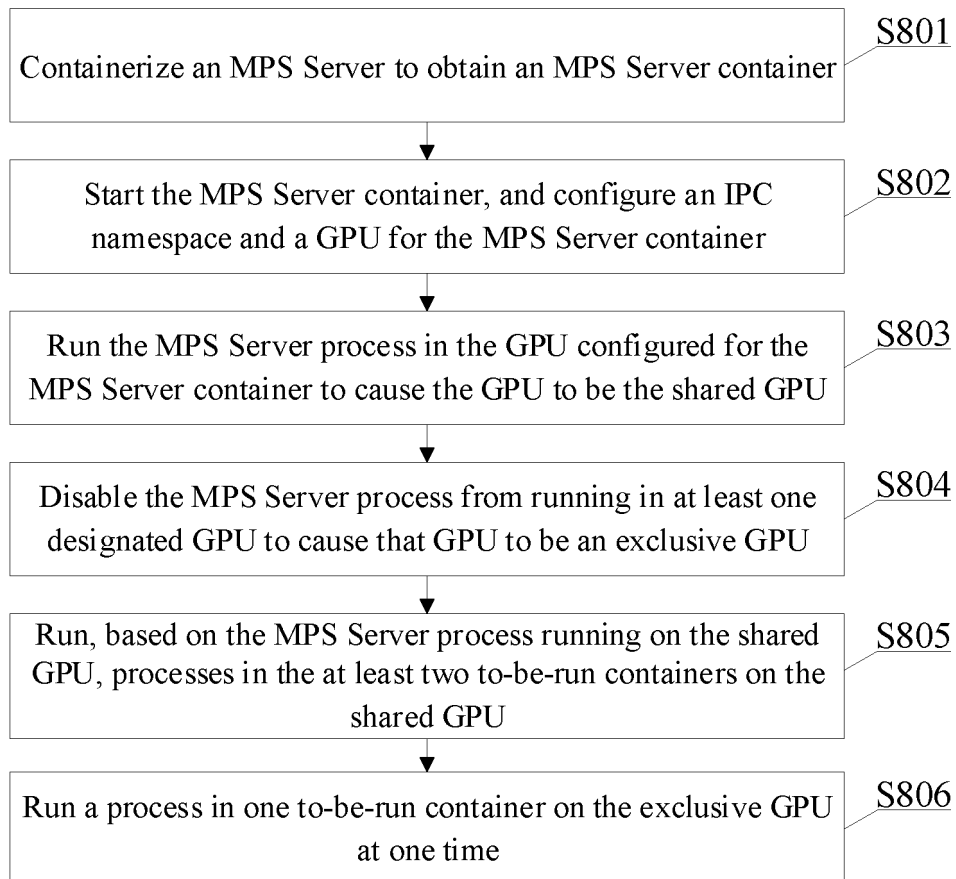 S801
Containerize an MPS Server to obtain an MPS Server container
S802
Start the MPS Server container, and configure an IPC
namespace and a GPU for the MPS Server container
S803
Run the MPS Server process in the GPU configured for the
MPS Server container to cause the GPU to be the shared GPU
S804
Disable the MPS Server process from running in at least one
designated GPU to cause that GPU to be an exclusive GPU
S805
Run, based on the MPS Server process running on the shared
GPU, processes in the at least two to-be-run containers on the
shared GPU
S806
Run a process in one to-be-run container on the exclusive GPU
at one time